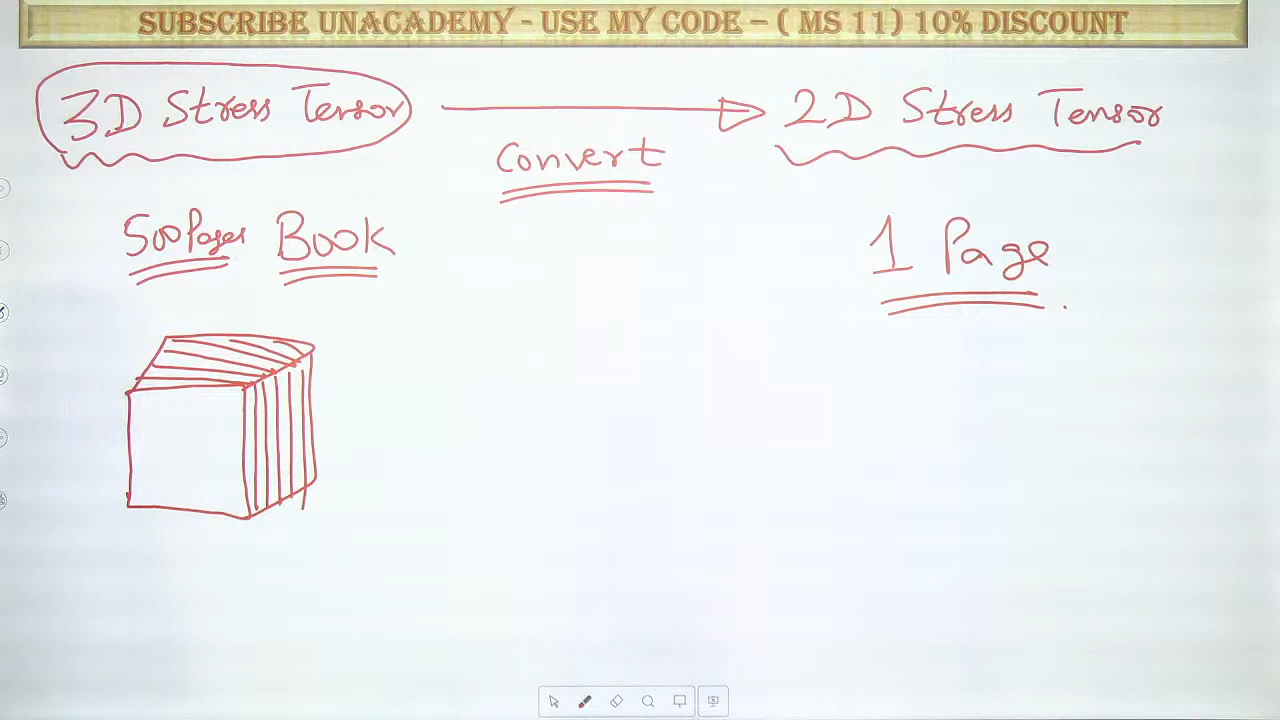 SUBSCRIBE UNACADEMY - USE MY CODE – ( MS 11) 10% DISCOUNT
3D Stress Tensor 2D Stress Tensor
Convert
500 Pages Book 1 Page